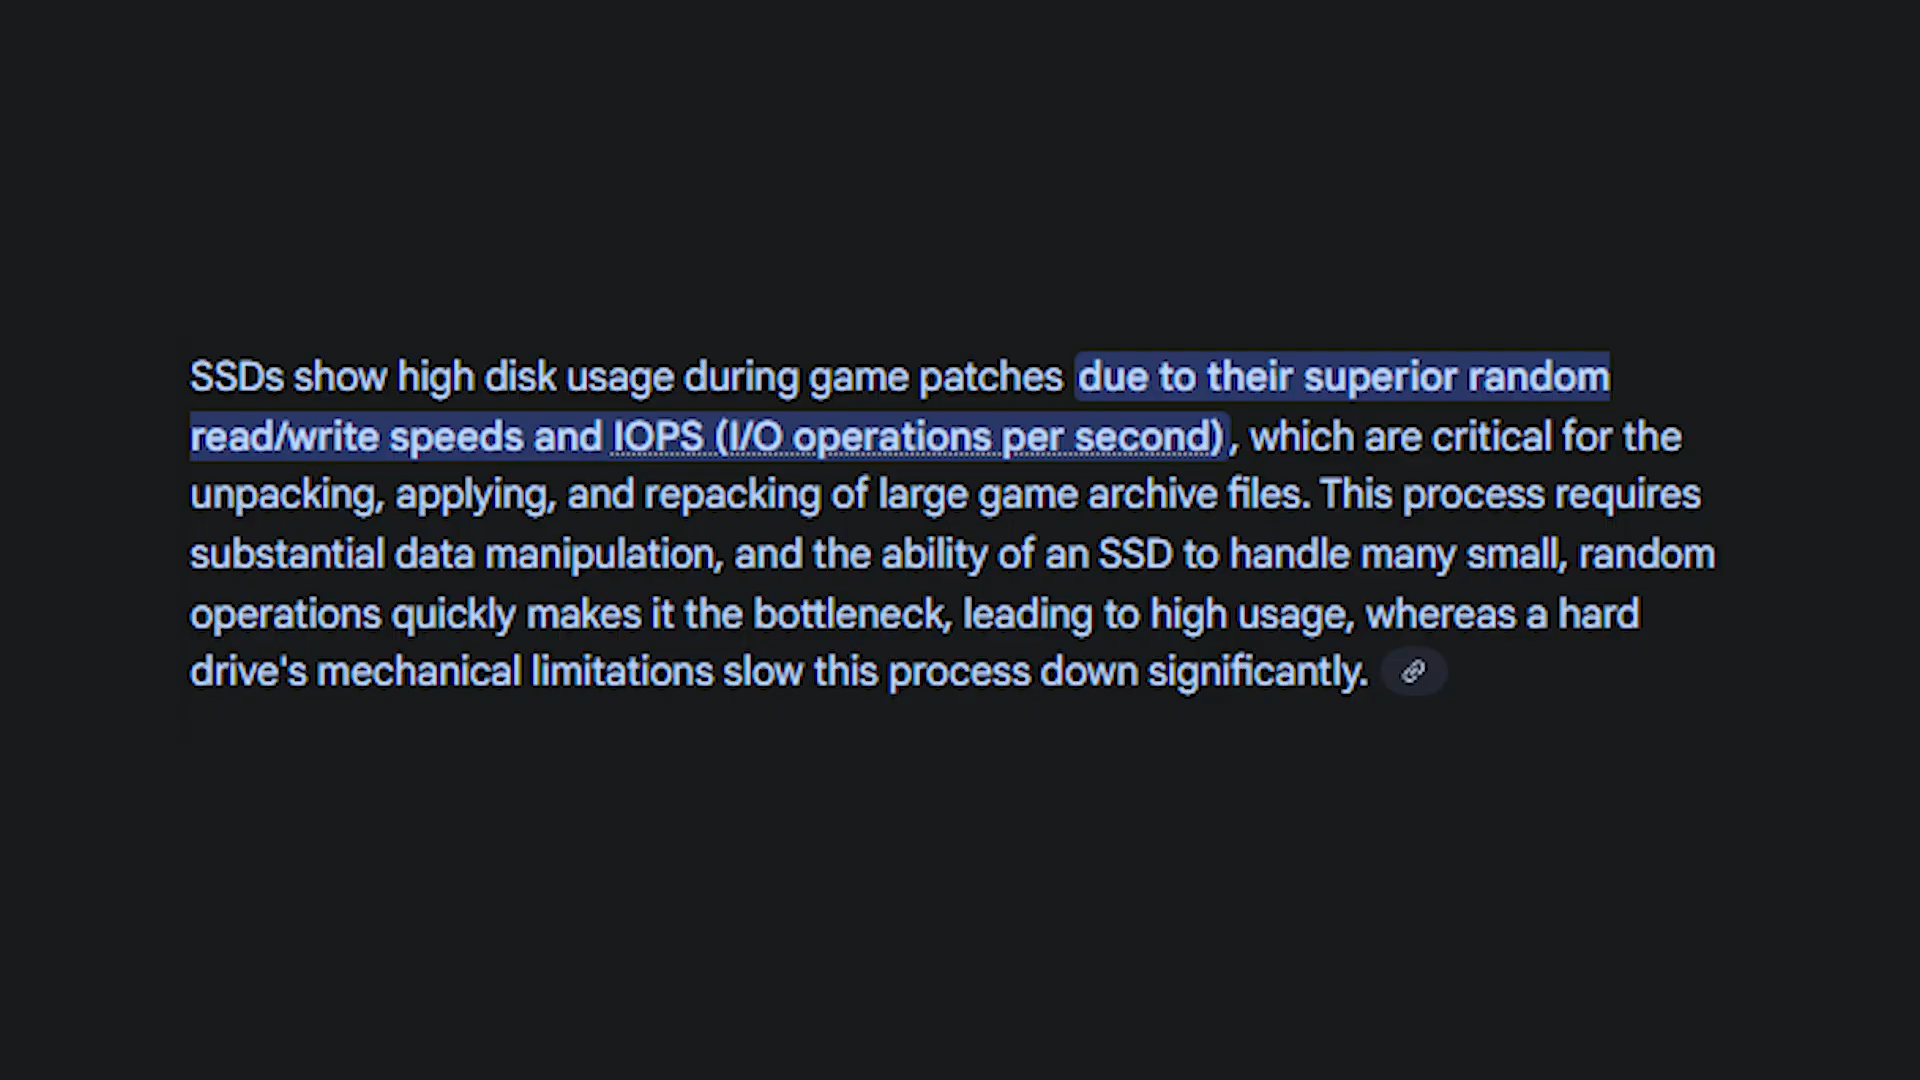 SSDs show high disk usage during game patches due to their superior random
read/write speeds and IOPS (I/O operations per second), which are critical for the
unpacking, applying, and repacking of large game archive files. This process requires
substantial data manipulation, and the ability of an SSD to handle many small, random
operations quickly makes it the bottleneck, leading to high usage, whereas a hard
drive's mechanical limitations slow this process down significantly.